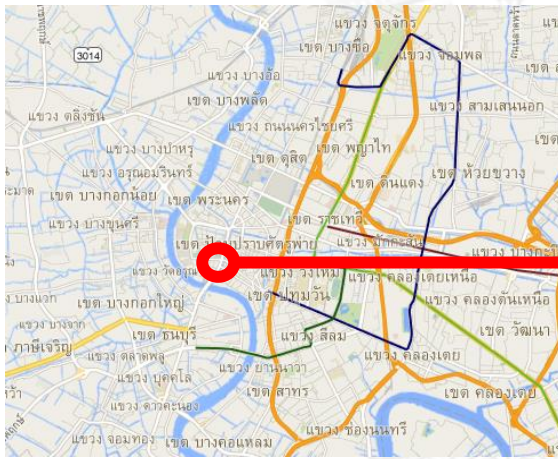 แขวง จตุจักร
เขต บางซื่อ
แขวง จอมพล
3014
แขวง บางอ้อ
เขต บางพลัด
แขวง สามเสนนอก
แขวง ตลิ่งชัน
แขวง ถนนนครไชยศรี
แขวง บางบำหรุ
เขต พญาไท
เขต ดุสิต
แขวง อรุณอมรินทร์
เขต ห้วยขวาง
เขต ดินแดง
เขต บางกอกน้อย
เขต พระนคร
แขวง บางขุนศรี
เขต ราชเทวี
เขต ป้อมปราบศัตรูพ่าย
แขวง มักกะสัน
แขวง วัดอรุณ
แขวง วังใหม่
แขวง คลองเตยเหนือ
แขวง บางแวก
เขต บางกอกใหญ่
เขต ปทุมวัน
แขวง คลองตันเหนือ
แขวง บางจาก
เขต ธนบุรี
แขวง สีลม
เขต วัฒนา
ภาษีเจริญ
แขวง ตลาดพลู
แขวง คลองเตย
แขวง ยานนาวา
แขวง บุคคโล
เขต สาทร
เขต คลองเตย
แขวง ดาวคะนอง
แขวง ช่องนนทรี
แขวง จอมทอง
เขต บางคอแหลม